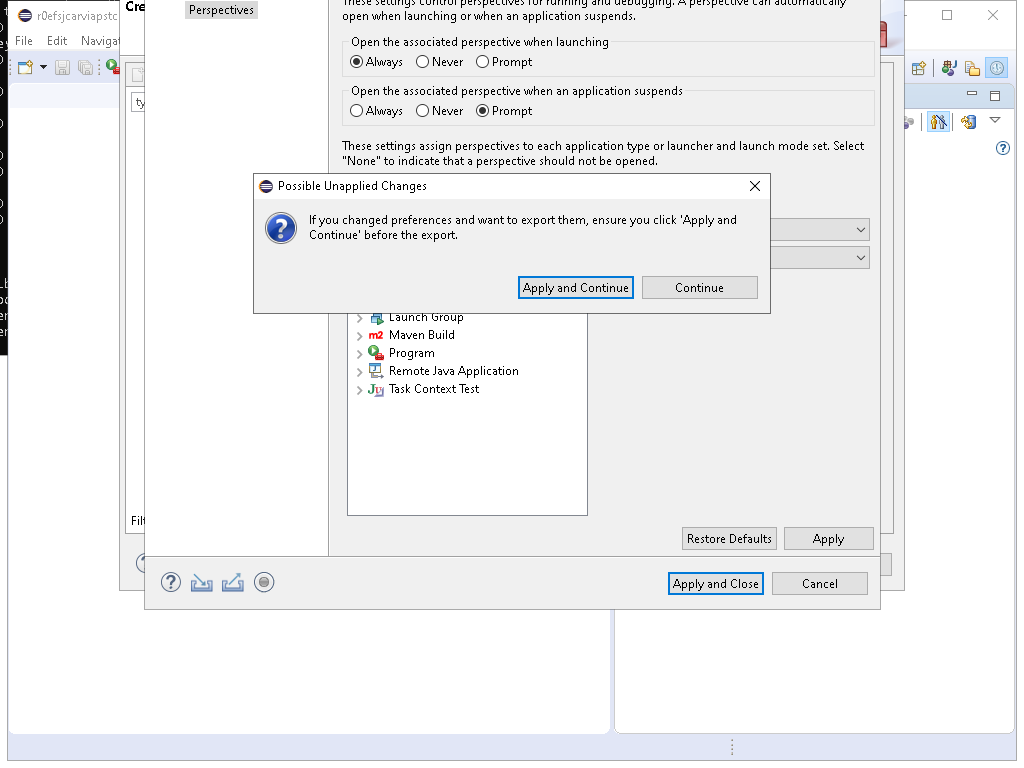 r0efsjcarviapstc
File Edit Navigat
Cre
Perspectives
These settings control perspectives for running and debugging. A perspective can automatically
open when launching or when an application suspends.
Open the associated perspective when launching
Always Never Prompt
Open the associated perspective when an application suspends
Always Never Prompt
These settings assign perspectives to each application type or launcher and launch mode set. Select
"None" to indicate that a perspective should not be opened.
Possible Unapplied Changes
If you changed preferences and want to export them, ensure you click 'Apply and
Continue' before the export.
Apply and Continue Continue
Launch Group
m2 Maven Build
Program
Remote Java Application
Task Context Test
Filt
Restore Defaults Apply
Apply and Close Cancel